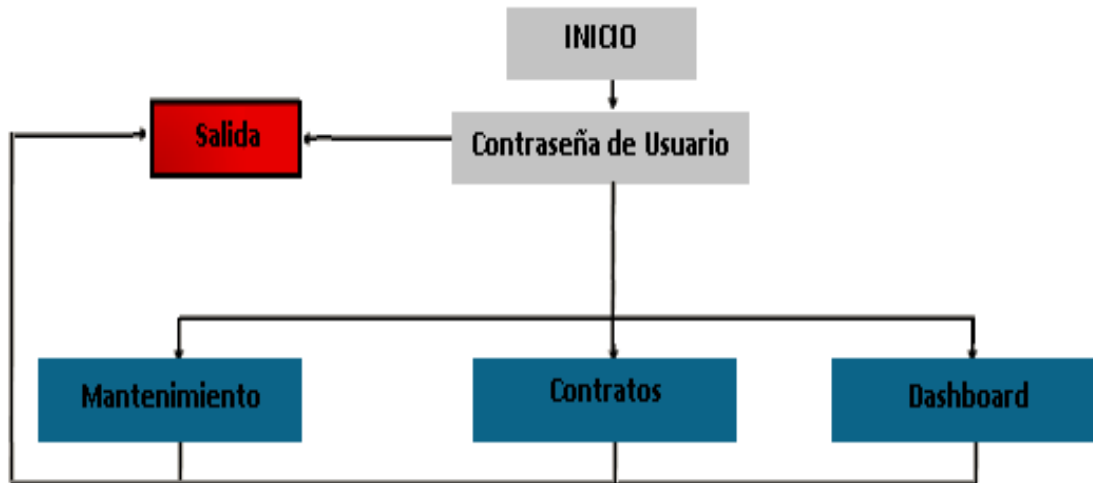 INICIO
Salida
Contraseña de Usuario
Mantenimiento
Contratos
Dashboard